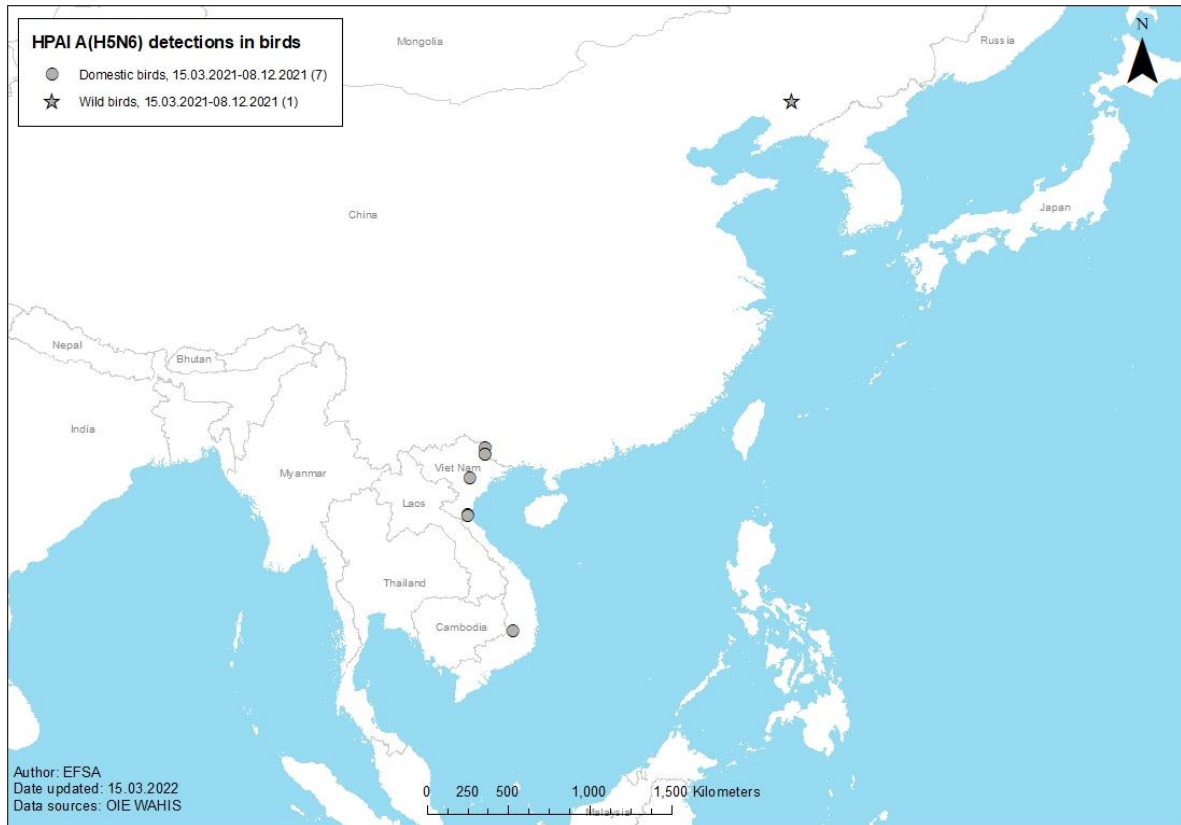 HPAI A(H5N6) detections in birds
Domestic birds, 15.03.2021-08.12.2021 (7)
Wild birds, 15.03.2021-08.12.2021 (1)
Mongolia
Russia
N
China
Japan
Nepal
Bhutan
India
Myanmar
Viet Nam
Laos
Thailand
Cambodia
Author: EFSA
Date updated: 15.03.2022
Data sources: OIE WAHIS
0 250 500 1,000 1,500 Kilometers
Malaysia